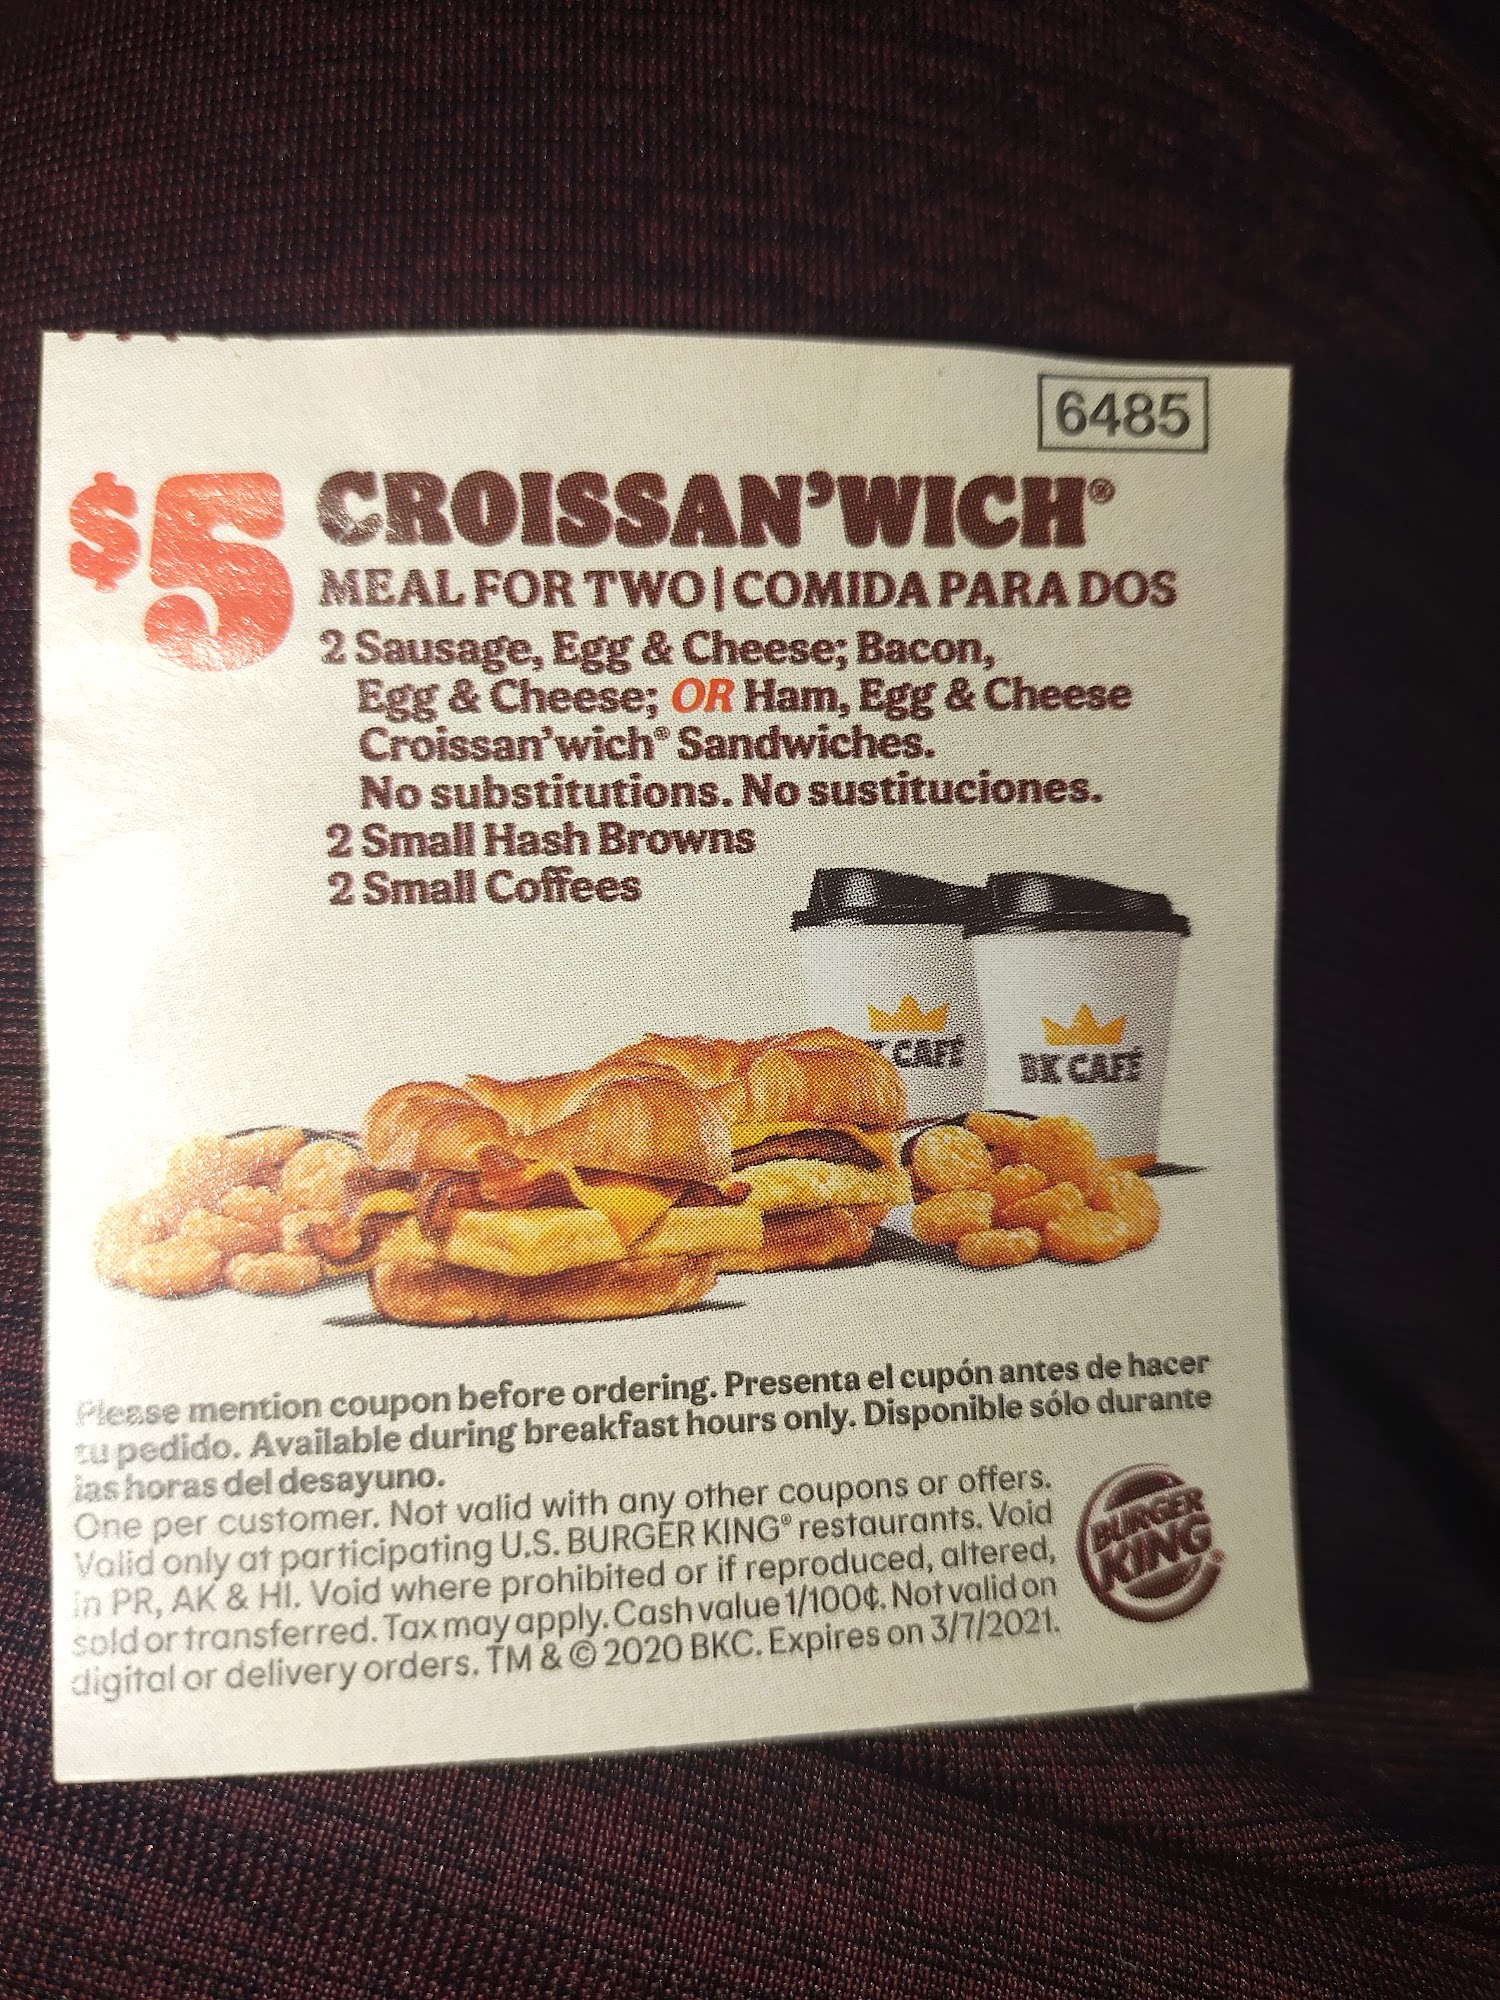 6485
$5 CROISSAN'WICH®
MEAL FOR TWO | COMIDA PARA DOS
2 Sausage, Egg & Cheese; Bacon,
Egg & Cheese; OR Ham, Egg & Cheese
Croissan'wich® Sandwiches.
No substitutions. No sustituciones.
2 Small Hash Browns
2 Small Coffees
K CAFÉ
BK CAFÉ
Please mention coupon before ordering. Presenta el cupón antes de hacer
tu pedido. Available during breakfast hours only. Disponible sólo durante
las horas del desayuno.
One per customer. Not valid with any other coupons or offers.
Valid only at participating U.S. BURGER KING® restaurants. Void
in PR, AK & HI. Void where prohibited or if reproduced, altered,
sold or transferred. Tax may apply. Cash value 1/100¢. Not valid on
digital or delivery orders. TM & © 2020 BKC. Expires on 3/7/2021.
BURGER
KING®